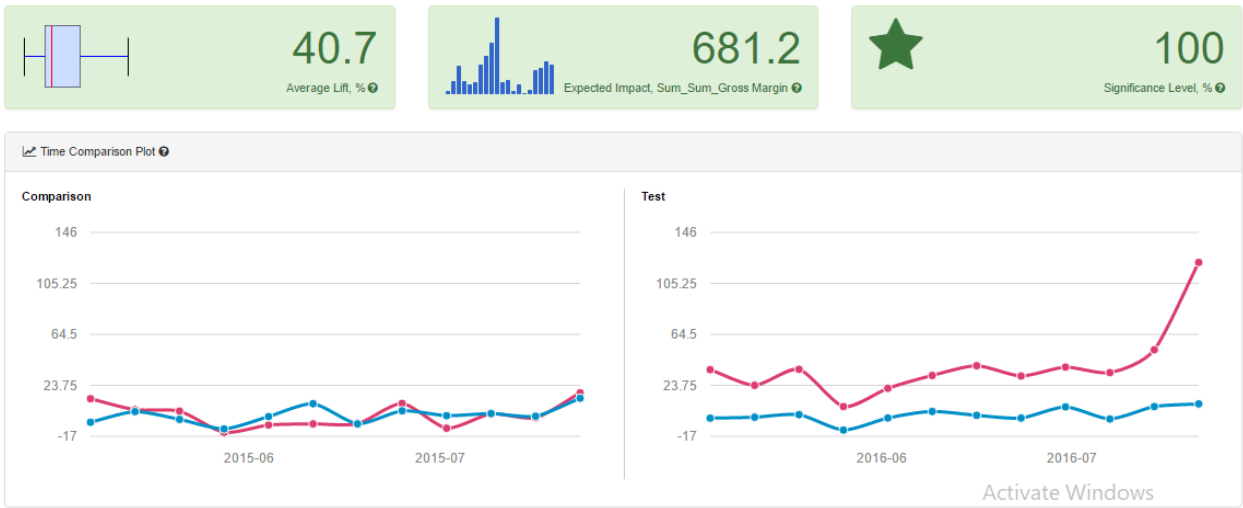 40.7
Average Lift, %
681.2
Expected Impact, Sum_Sum_Gross Margin
100
Significance Level, %
Time Comparison Plot
Comparison
146
105.25
64.5
23.75
-17
2015-06 2015-07
Test
146
105.25
64.5
23.75
-17
2016-06 2016-07
Activate Windows